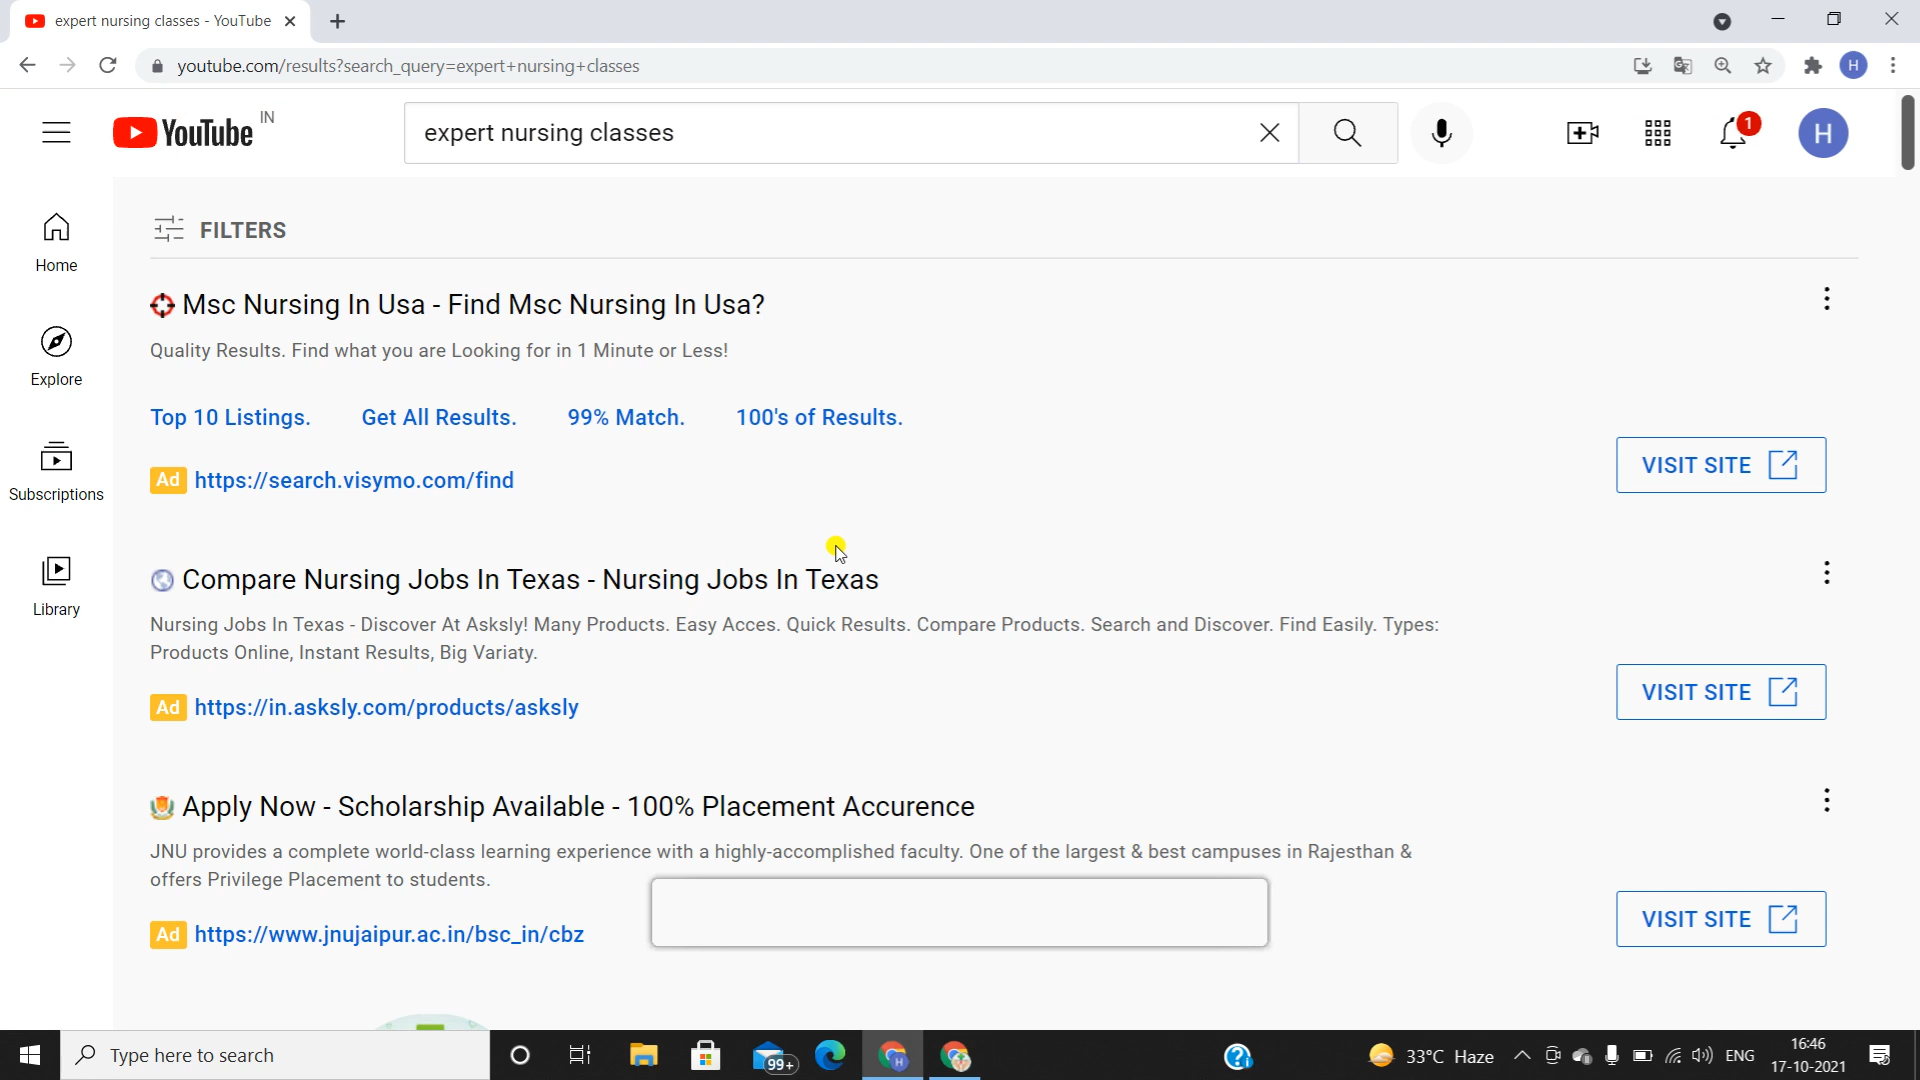 expert nursing classes - YouTube
youtube.com/results?search_query=expert+nursing+classes
H
YouTube IN
expert nursing classes
1
H
FILTERS
Home
Explore
Subscriptions
Library
Msc Nursing In Usa - Find Msc Nursing In Usa?
Quality Results. Find what you are Looking for in 1 Minute or Less!
Top 10 Listings. Get All Results. 99% Match. 100's of Results.
VISIT SITE
Ad https://search.visymo.com/find
Compare Nursing Jobs In Texas - Nursing Jobs In Texas
Nursing Jobs In Texas - Discover At Asksly! Many Products. Easy Acces. Quick Results. Compare Products. Search and Discover. Find Easily. Types:
Products Online, Instant Results, Big Variaty.
VISIT SITE
Ad https://in.asksly.com/products/asksly
Apply Now - Scholarship Available - 100% Placement Accurence
JNU provides a complete world-class learning experience with a highly-accomplished faculty. One of the largest & best campuses in Rajesthan &
offers Privilege Placement to students.
VISIT SITE
Ad https://www.jnujaipur.ac.in/bsc_in/cbz
Type here to search
99+
H
33°C Haze
ENG
16:46
17-10-2021